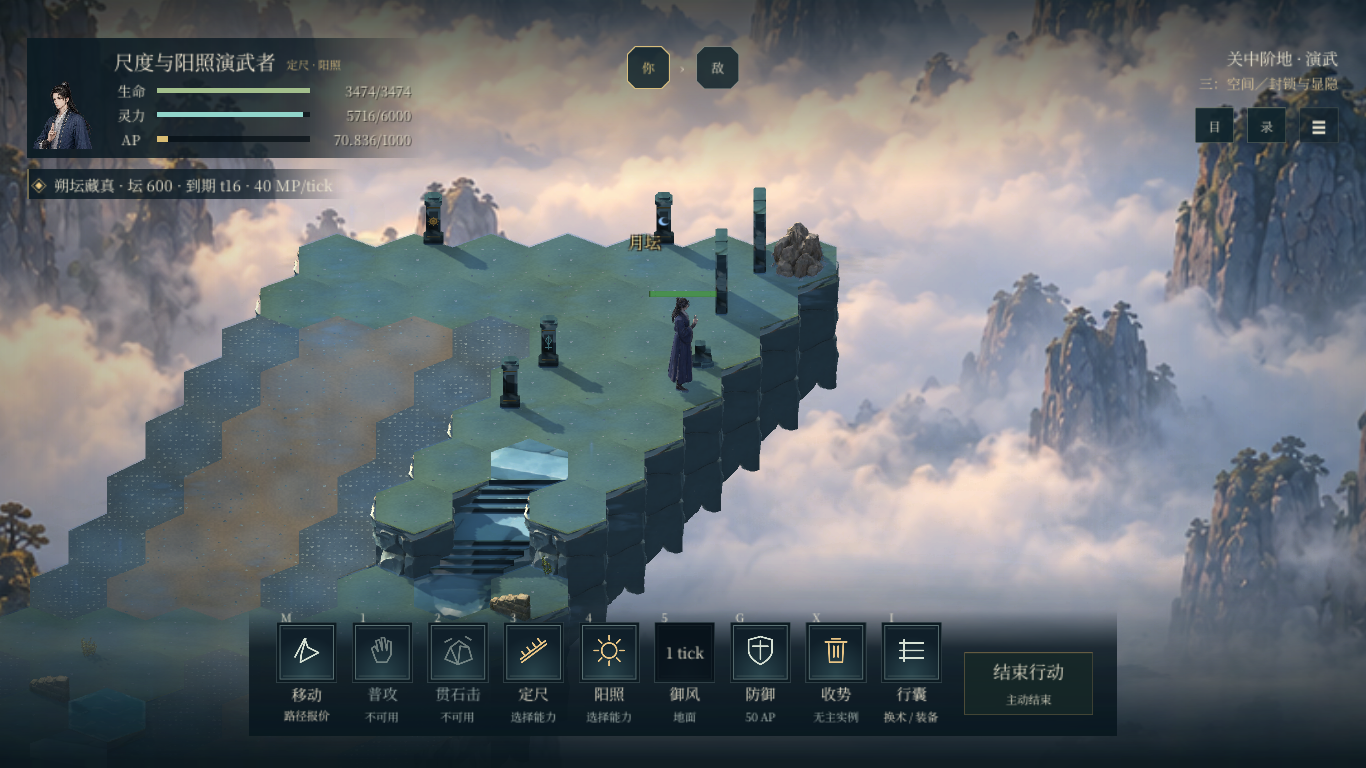 尺度与阳照演武者 定尺 · 阳照
生命 3474/3474
灵力 5716/6000
AP 70.836/1000
朔坛藏真 · 坛 600 · 到期 t16 · 40 MP/tick
你 › 敌
关中阶地 · 演武
三：空间／封锁与显隐
目 录
月坛
M 1 2 3 4 5 G X I
1 tick
移动 普攻 贯石击 定尺 阳照 御风 防御 收势 行囊
路径报价 不可用 不可用 选择能力 选择能力 地面 50 AP 无主实例 换术 / 装备
结束行动
主动结束